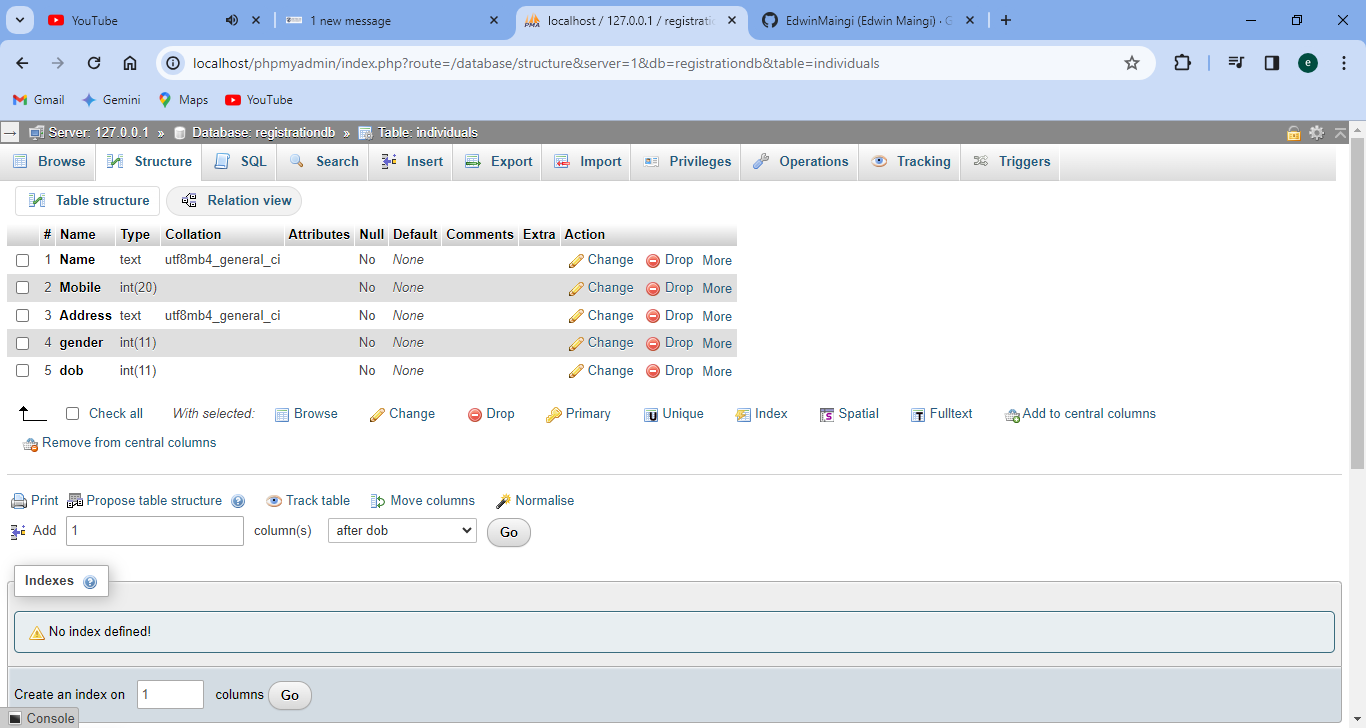 YouTube
1 new message
localhost / 127.0.0.1 / registratio
EdwinMaingi (Edwin Maingi) · G
localhost/phpmyadmin/index.php?route=/database/structure&server=1&db=registrationdb&table=individuals
e
Gmail Gemini Maps YouTube
Server: 127.0.0.1 » Database: registrationdb » Table: individuals
Browse Structure SQL Search Insert Export Import Privileges Operations Tracking Triggers
Table structure Relation view
# Name Type Collation Attributes Null Default Comments Extra Action
1 Name text utf8mb4_general_ci No None Change Drop More
2 Mobile int(20) No None Change Drop More
3 Address text utf8mb4_general_ci No None Change Drop More
4 gender int(11) No None Change Drop More
5 dob int(11) No None Change Drop More
Check all With selected: Browse Change Drop Primary Unique Index Spatial Fulltext Add to central columns
Remove from central columns
Print Propose table structure Track table Move columns Normalise
Add 1 column(s) after dob Go
Indexes
No index defined!
Create an index on 1 columns Go
Console